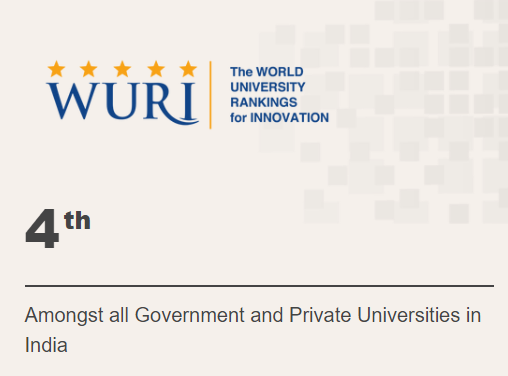 WURI
The WORLD
UNIVERSITY
RANKINGS
for INNOVATION
4th
Amongst all Government and Private Universities in
India